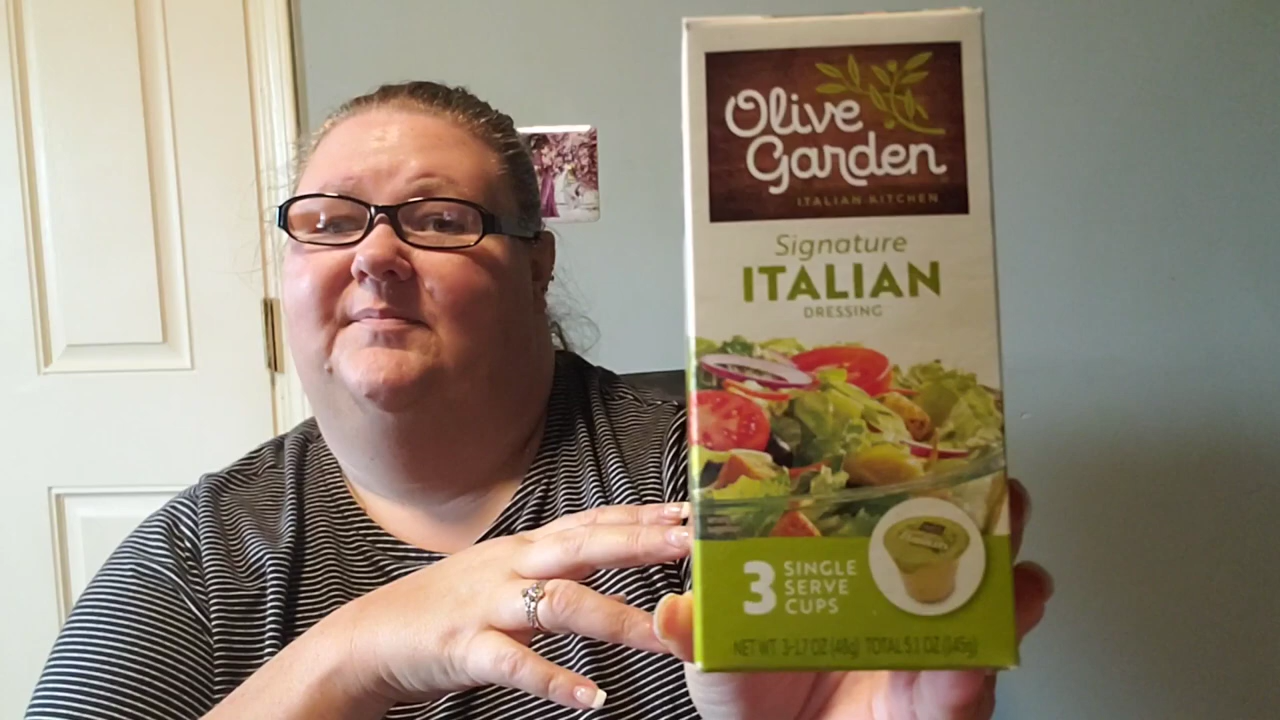 Olive
Garden
ITALIAN KITCHEN
Signature
ITALIAN
DRESSING
3 SINGLE
SERVE
CUPS
NET WT 3-1.7 OZ (48g) TOTAL 5.1 OZ (145g)